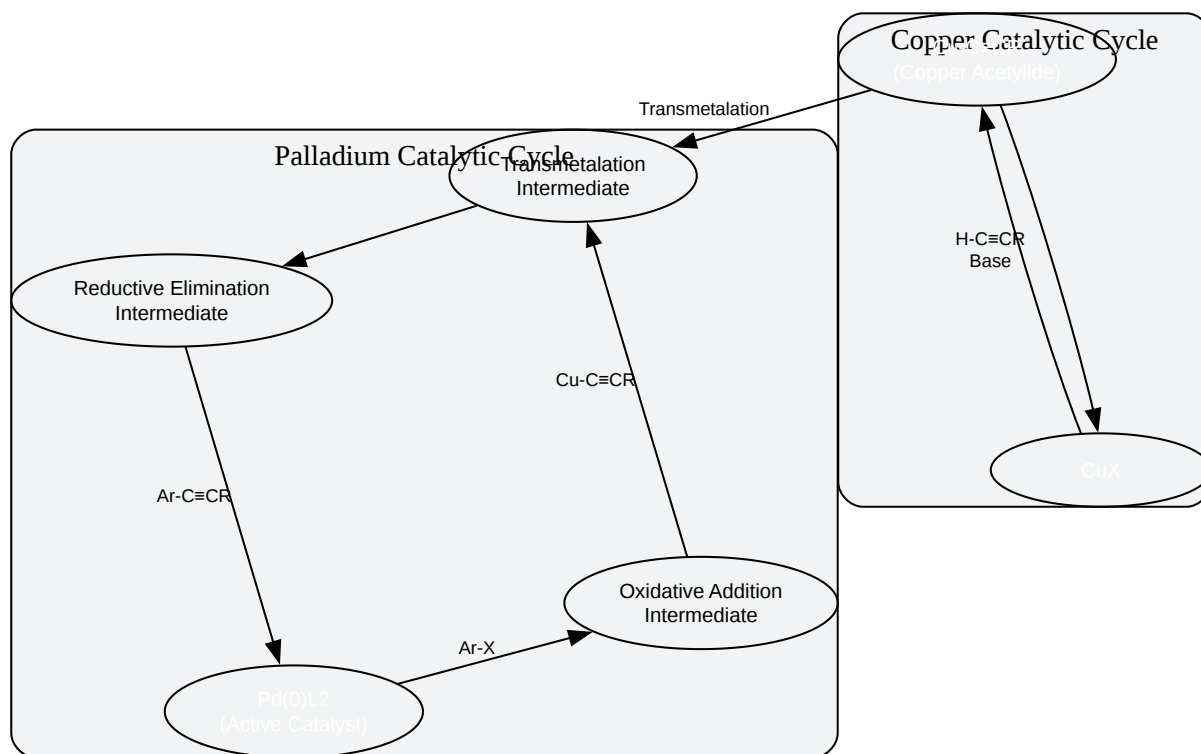 Copper Catalytic Cycle
(Copper Acetylide)
Transmetalation
Palladium Catalytic Cycle
Transmetalation
Intermediate
H-C≡CR
Base
Reductive Elimination
Intermediate
Cu-C≡CR
CuX
Ar-C≡CR
Oxidative Addition
Intermediate
Ar-X
Pd(0)L2
(Active Catalyst)